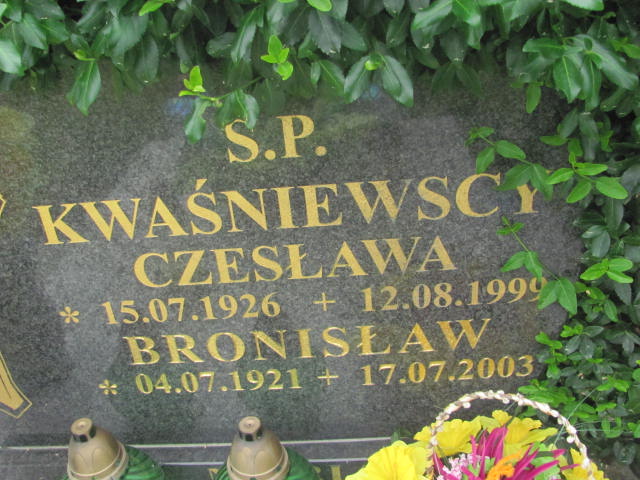 S.P.
KWAŚNIEWSCY
CZESŁAWA
* 15.07.1926 + 12.08.1999
BRONISŁAW
* 04.07.1921 + 17.07.2003